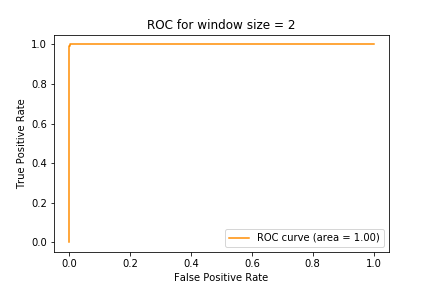 ROC for window size = 2
True Positive Rate
1.0
0.8
0.6
0.4
0.2
0.0
ROC curve (area = 1.00)
0.0 0.2 0.4 0.6 0.8 1.0
False Positive Rate